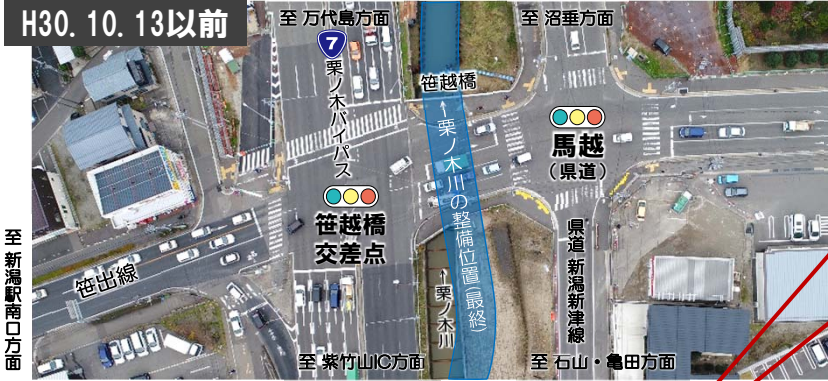 H30.10.13以前
至 万代島方面
至 沼垂方面
7
栗ノ木バイパス
笹越橋
←栗ノ木川の整備位置(最終)
馬越
(県道)
笹越橋
交差点
笹出線
至 新潟駅南口方面
←栗ノ木川
県道 新潟新津線
至 紫竹山IC方面
至 石山・亀田方面